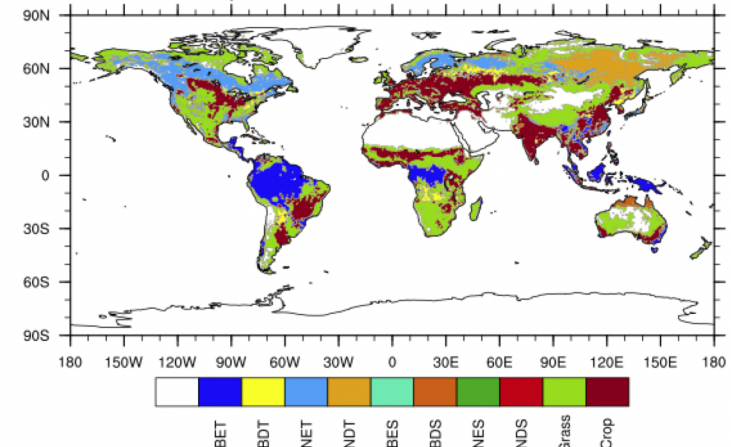 90N
60N
30N
0
30S
60S
90S
180 150W 120W 90W 60W 30W 0 30E 60E 90E 120E 150E 180
BET BDT NET NDT BES BDS NES NDS Grass Crop